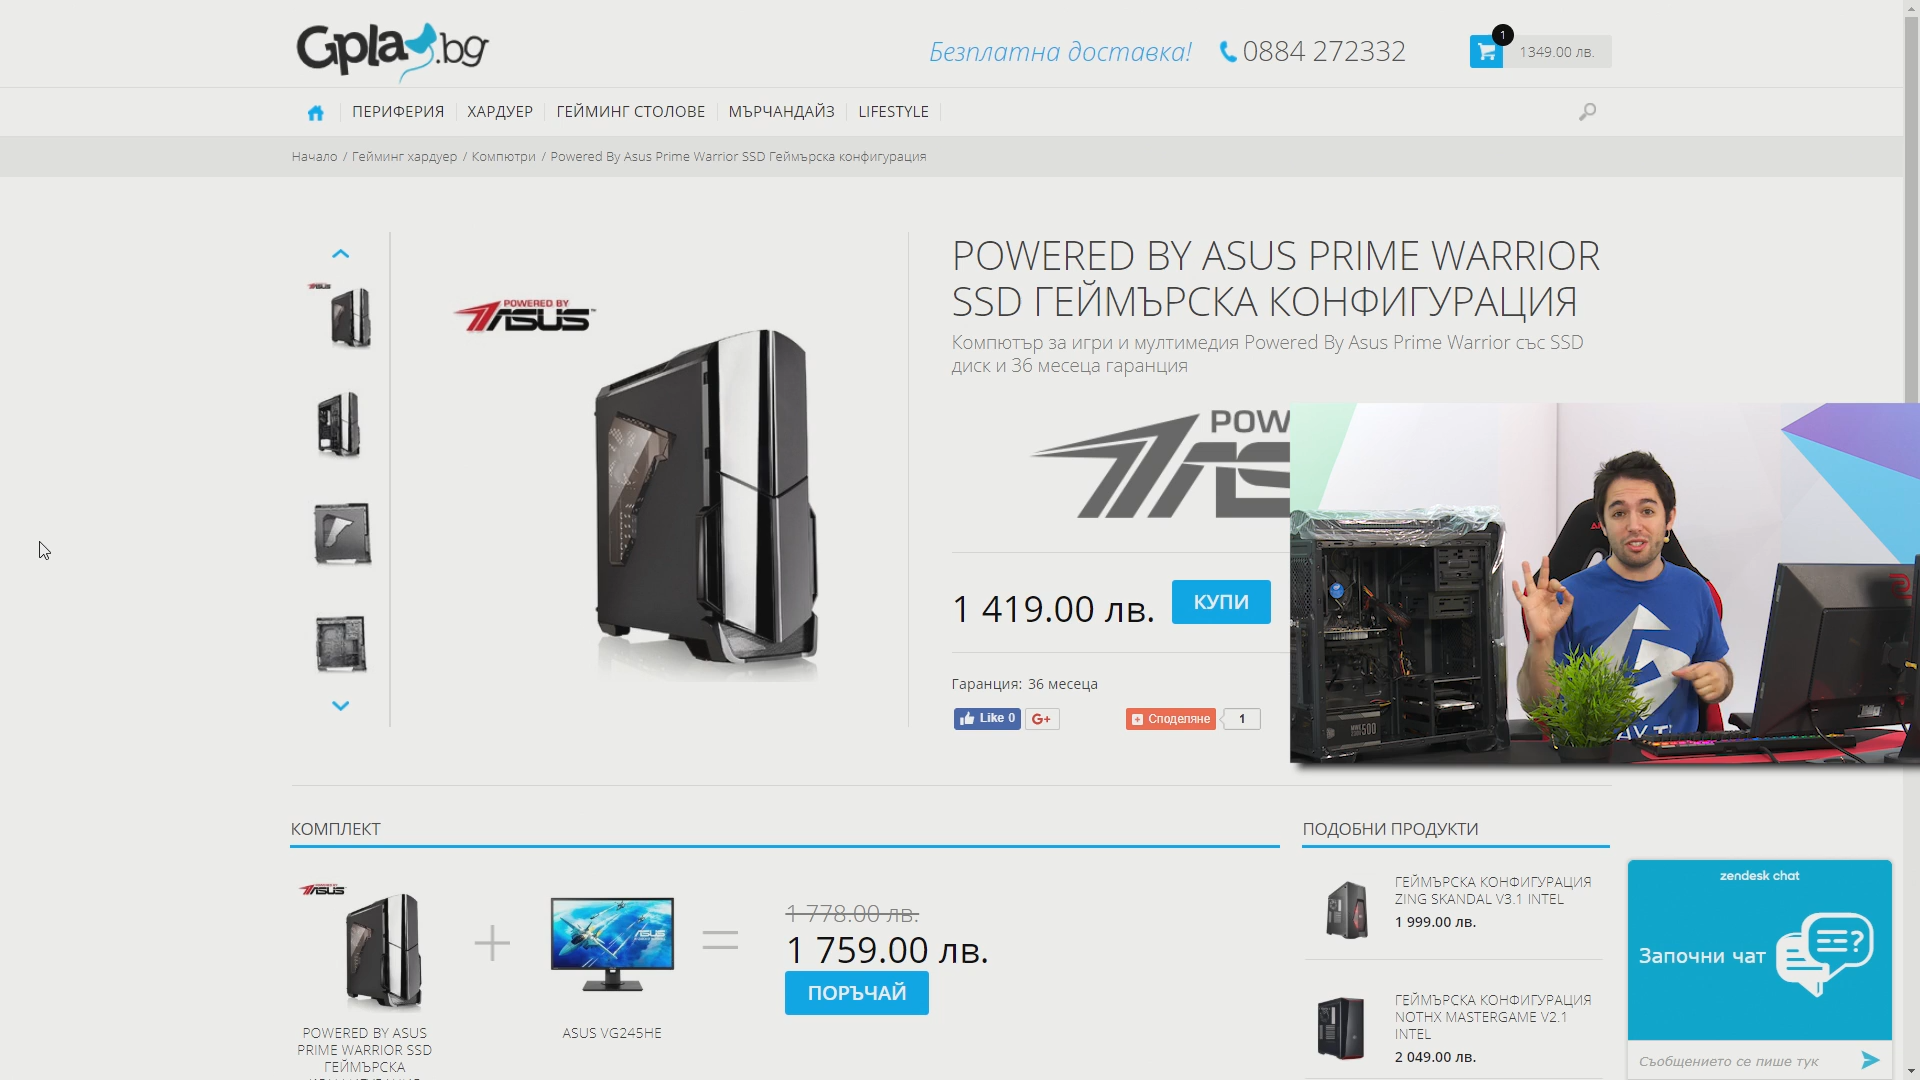 Gplay.bg
Безплатна доставка!
0884 272332
1
1349.00 лв.
ПЕРИФЕРИЯ
ХАРДУЕР
ГЕЙМИНГ СТОЛОВЕ
МЪРЧАНДАЙЗ
LIFESTYLE
Начало / Гейминг хардуер / Компютри / Powered By Asus Prime Warrior SSD Геймърска конфигурация
POWERED BY
ASUS
POWERED BY ASUS PRIME WARRIOR
SSD ГЕЙМЪРСКА КОНФИГУРАЦИЯ
Компютър за игри и мултимедия Powered By Asus Prime Warrior със SSD
диск и 36 месеца гаранция
POW
AS
1 419.00 лв.
КУПИ
Гаранция: 36 месеца
Like 0
G+
Споделяне
1
500
КОМПЛЕКТ
ASUS
POWERED BY ASUS
PRIME WARRIOR SSD
ГЕЙМЪРСКА
+
ASUS
ASUS VG245HE
=
1 778.00 лв.
1 759.00 лв.
ПОРЪЧАЙ
ПОДОБНИ ПРОДУКТИ
ГЕЙМЪРСКА КОНФИГУРАЦИЯ
ZING SKANDAL V3.1 INTEL
1 999.00 лв.
ГЕЙМЪРСКА КОНФИГУРАЦИЯ
NOTHX MASTERGAME V2.1
INTEL
2 049.00 лв.
zendesk chat
Започни чат
Съобщението се пише тук